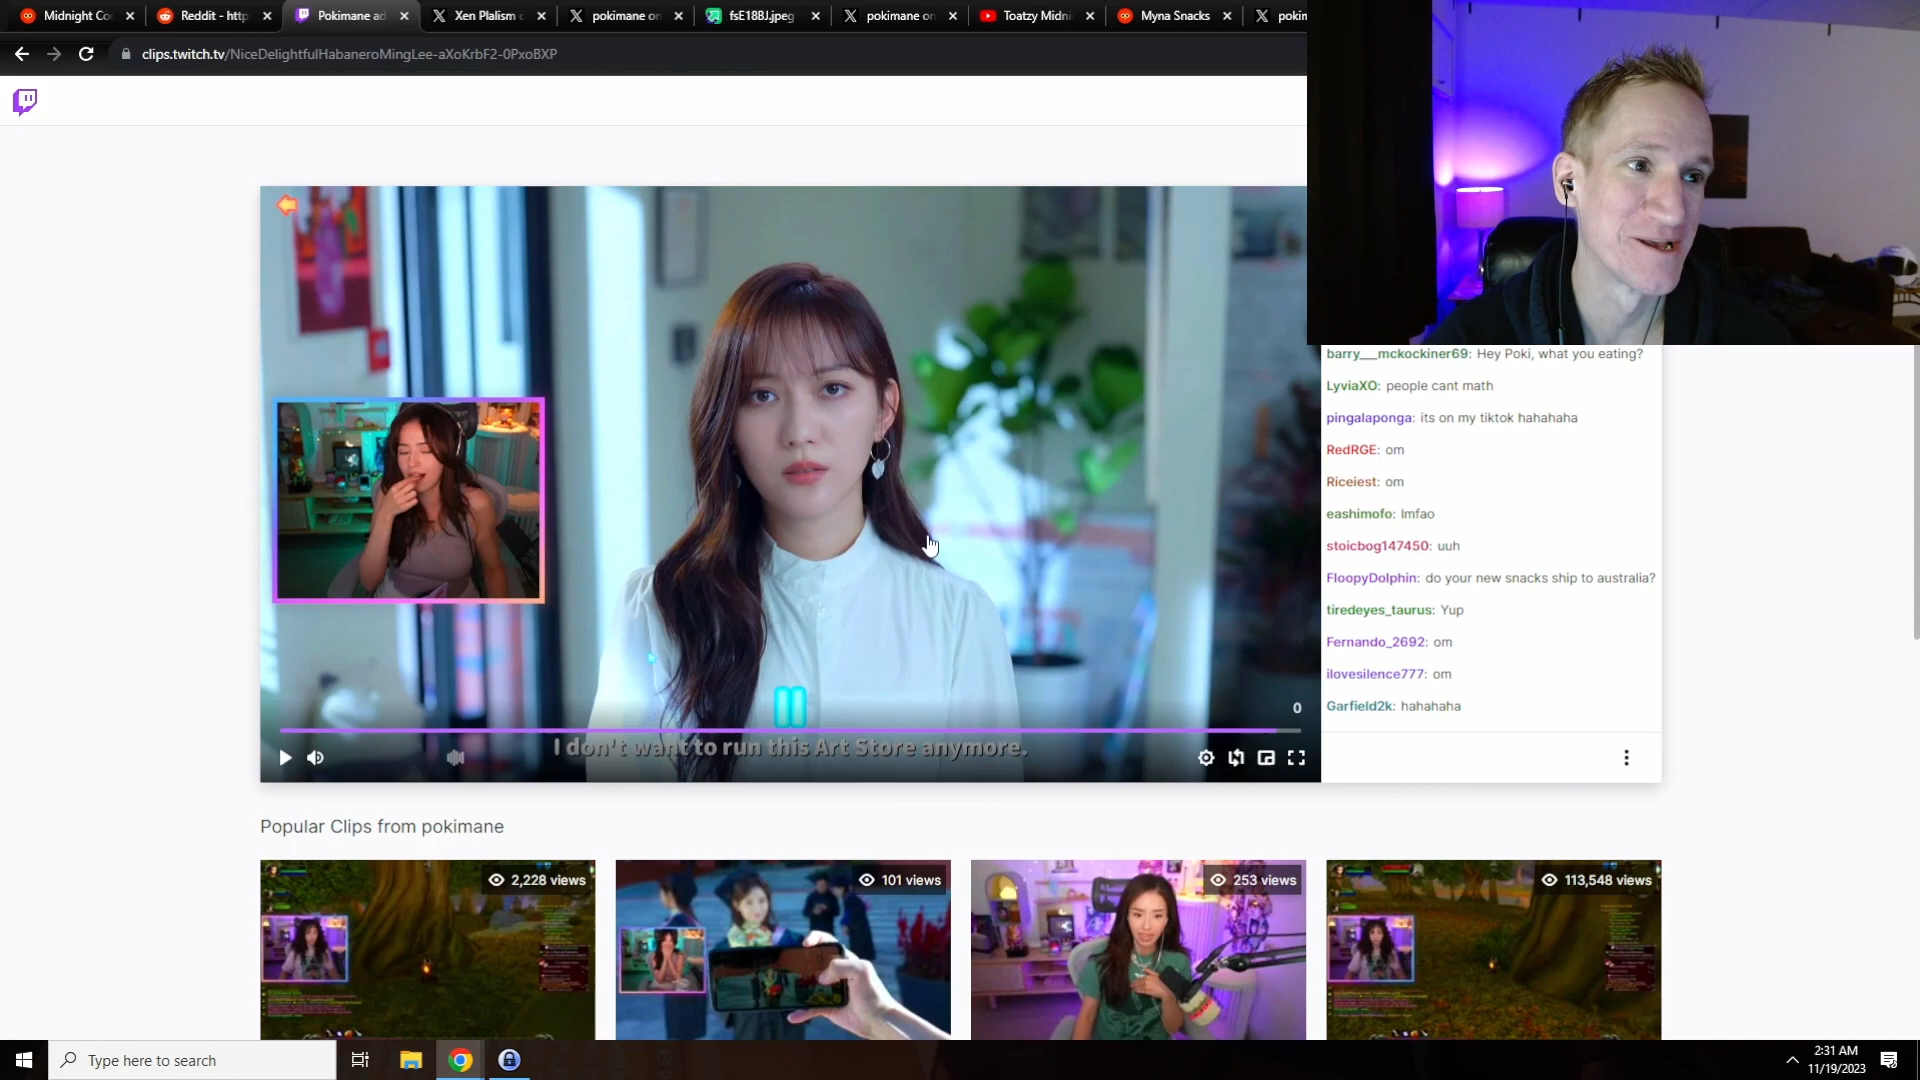 Midnight Co
Reddit - http
Pokimane ad
Xen Plalism
pokimane on
fsE18BJ.jpeg
pokimane on
Toatzy Midni
Myna Snacks
pokim
clips.twitch.tv/NiceDelightfulHabaneroMingLee-aXoKrbF2-0PxoBXP
barry___mckockiner69: Hey Poki, what you eating?
LyviaXO: people cant math
pingalaponga: its on my tiktok hahahaha
RedRGE: om
Riceiest: om
eashimofo: lmfao
stoicbog147450: uuh
FloopyDolphin: do your new snacks ship to australia?
tiredeyes_taurus: Yup
Fernando_2692: om
ilovesilence777: om
Garfield2k: hahahaha
0
I don't want to run this Art Store anymore.
Popular Clips from pokimane
2,228 views
101 views
253 views
113,548 views
Type here to search
2:31 AM
11/19/2023